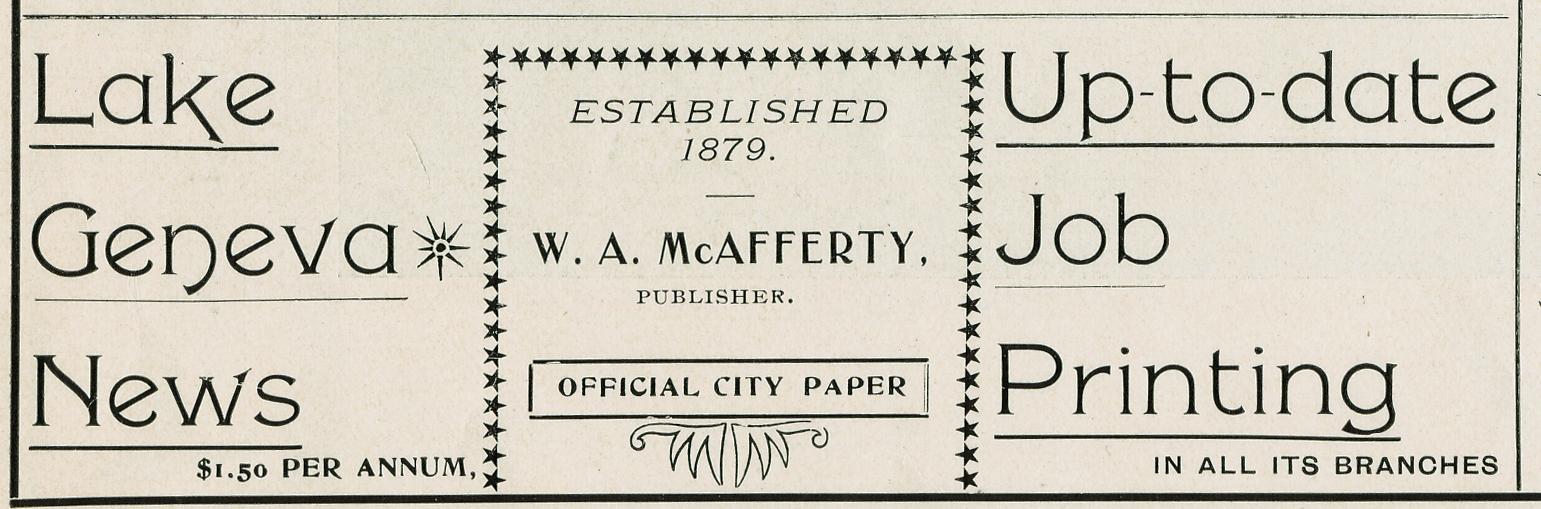 Lake
Geneva
News
$1.50 PER ANNUM,
ESTABLISHED
1879.
W. A. McAFFERTY,
PUBLISHER.
OFFICIAL CITY PAPER
Up-to-date
Job
Printing
IN ALL ITS BRANCHES